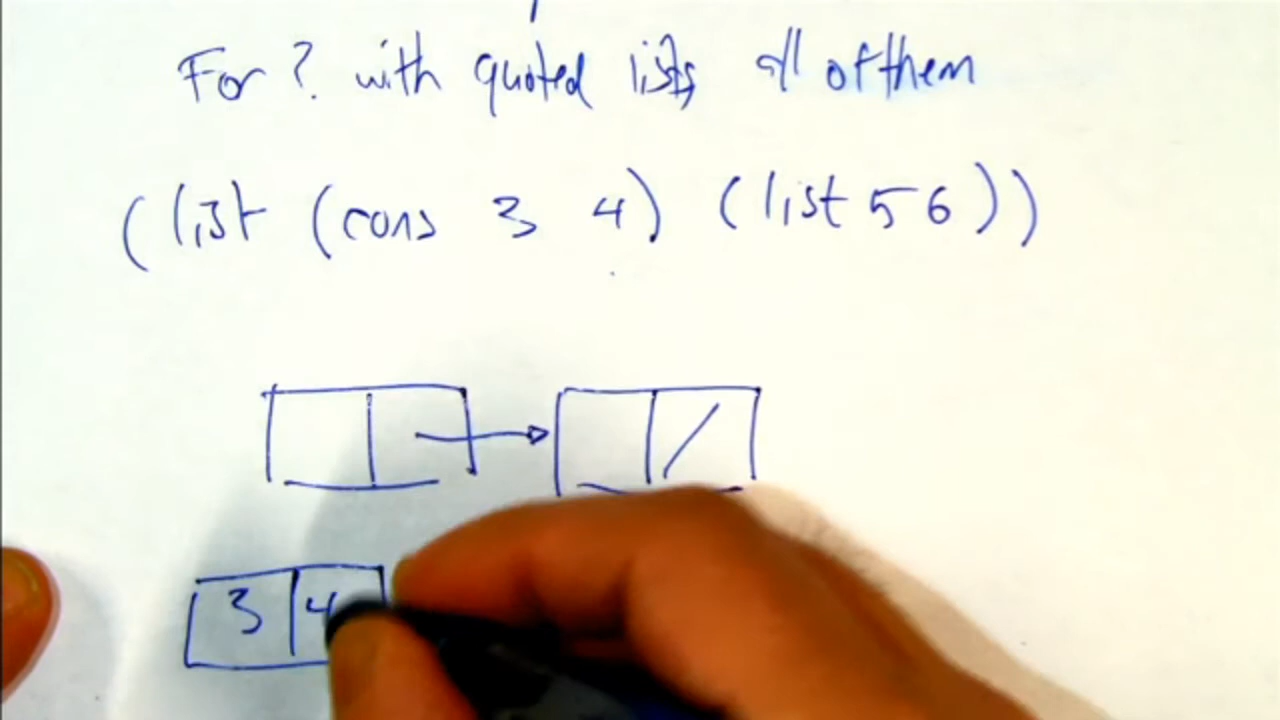 For ? with quoted lists all of them
(list (cons 3 4) (list 5 6))
3 4